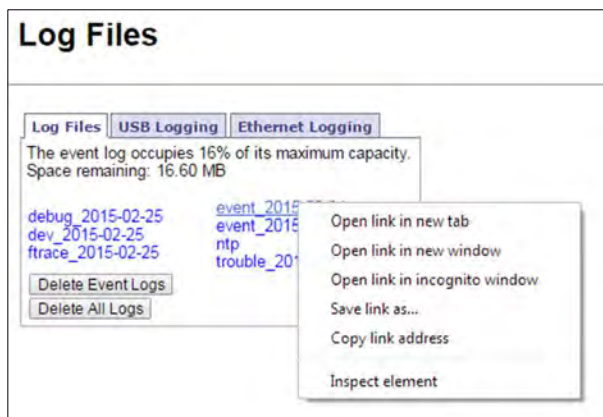 Log Files
Log Files USB Logging Ethernet Logging
The event log occupies 16% of its maximum capacity.
Space remaining: 16.60 MB
debug_2015-02-25
dev_2015-02-25
ftrace_2015-02-25
event_2015
event_2015
ntp
trouble_201
Delete Event Logs
Delete All Logs
Open link in new tab
Open link in new window
Open link in incognito window
Save link as...
Copy link address
Inspect element